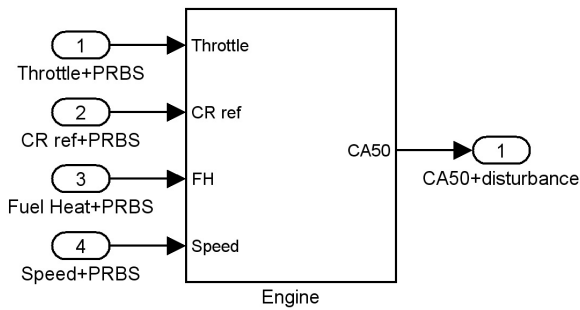 1
Throttle+PRBS
Throttle
2
CR ref+PRBS
CR ref
3
Fuel Heat+PRBS
FH
4
Speed+PRBS
Speed
CA50
1
CA50+disturbance
Engine